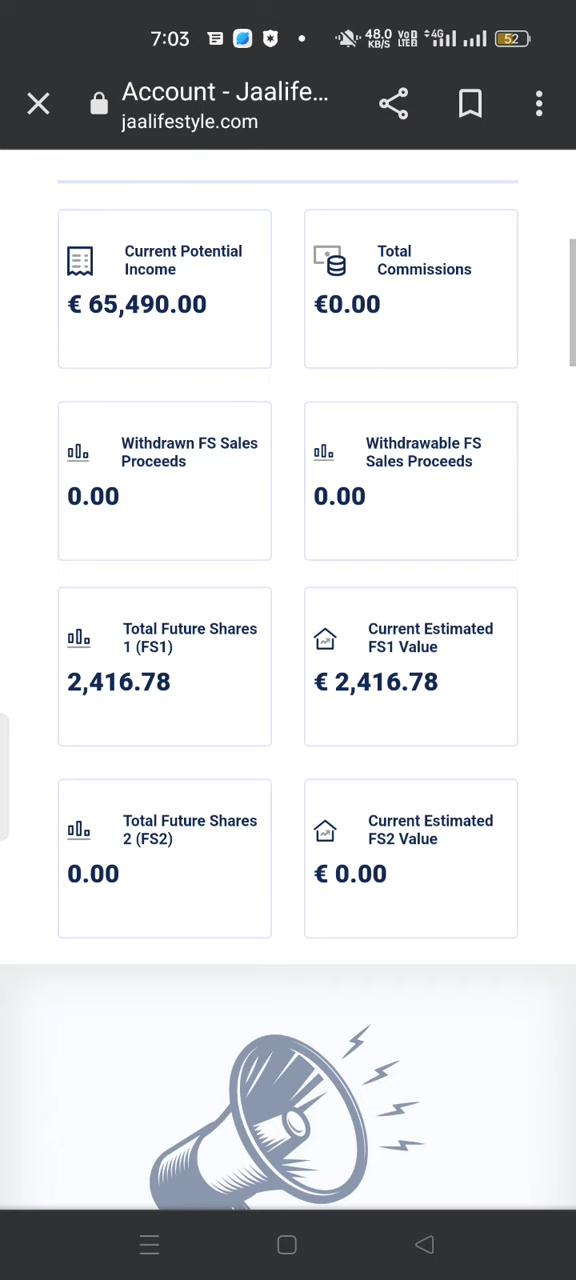 7:03 48.0 KB/S VoD LTE 4G 52
Account - Jaalife...
jaalifestyle.com
Current Potential Income
€ 65,490.00
Total Commissions
€0.00
Withdrawn FS Sales Proceeds
0.00
Withdrawable FS Sales Proceeds
0.00
Total Future Shares 1 (FS1)
2,416.78
Current Estimated FS1 Value
€ 2,416.78
Total Future Shares 2 (FS2)
0.00
Current Estimated FS2 Value
€ 0.00